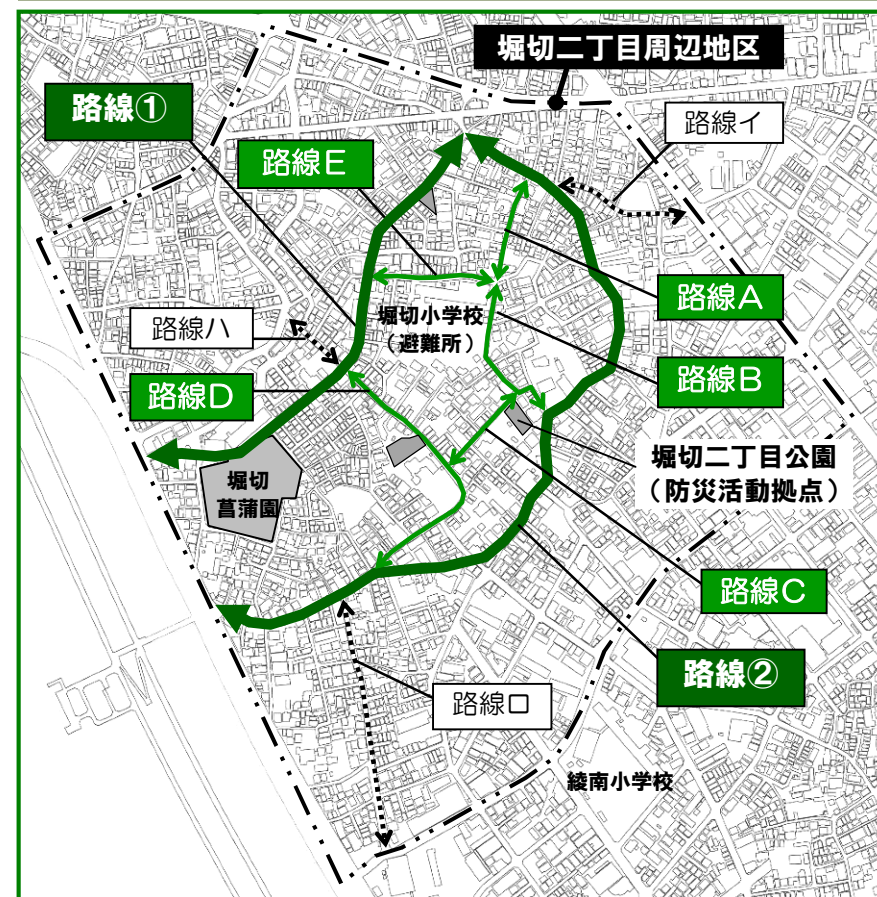 堀切二丁目周辺地区
路線①
路線イ
路線E
路線A
堀切小学校
（避難所）
路線ハ
路線B
路線D
堀切二丁目公園
（防災活動拠点）
堀切
菖蒲園
路線C
路線②
路線ロ
綾南小学校